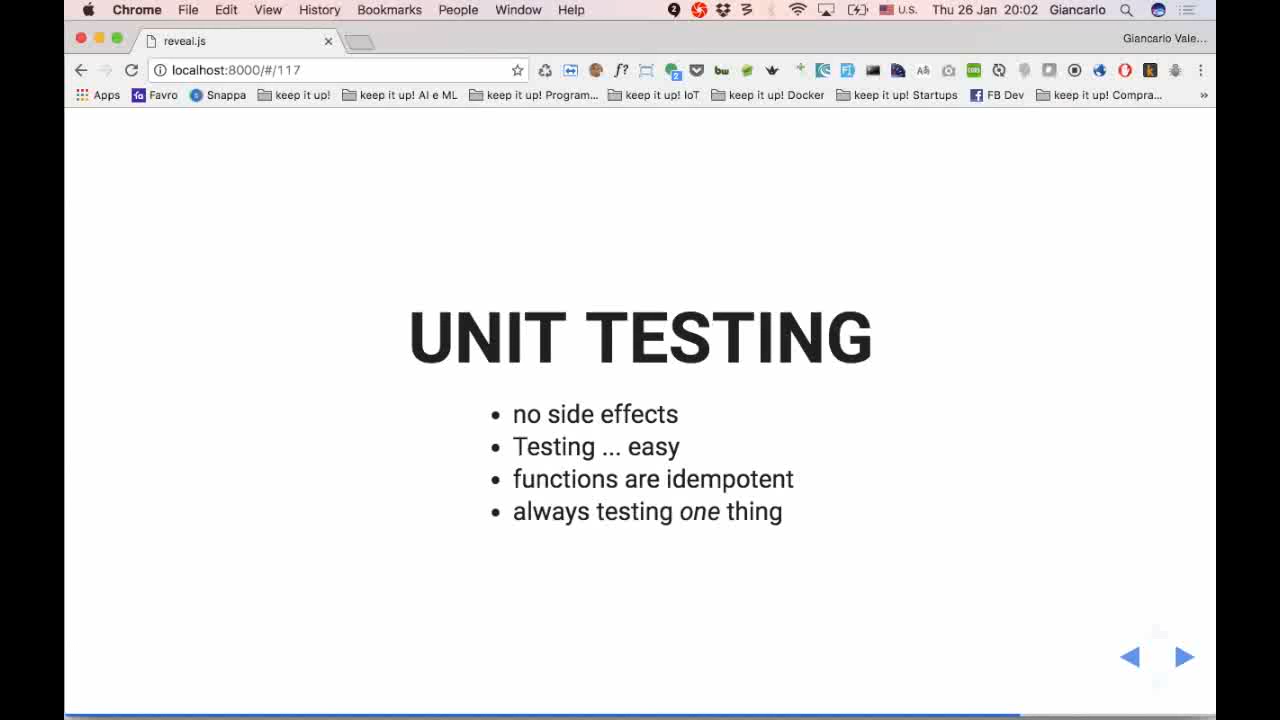 Chrome File Edit View History Bookmarks People Window Help U.S. Thu 26 Jan 20:02 Giancarlo
reveal.js Giancarlo Vale...
localhost:8000/#/117
Apps Favro Snappa keep it up! keep it up! AI e ML keep it up! Program... keep it up! IoT keep it up! Docker keep it up! Startups FB Dev keep it up! Compra... »
UNIT TESTING
• no side effects
• Testing ... easy
• functions are idempotent
• always testing one thing